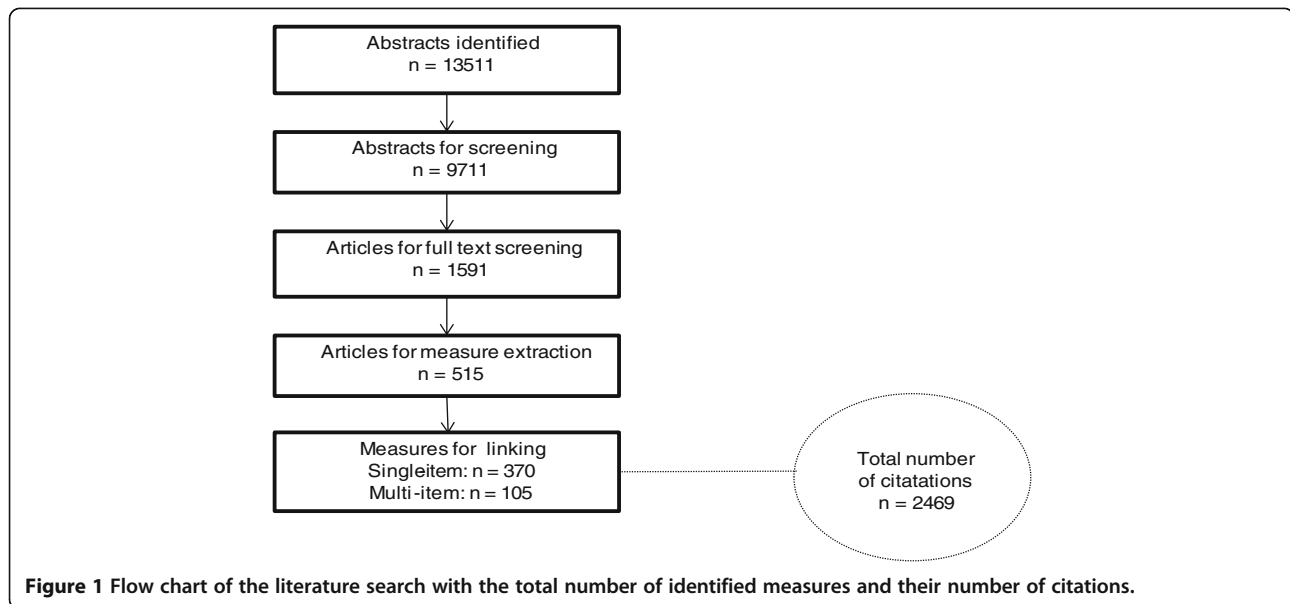 Abstracts identified
n = 13511
Abstracts for screening
n = 9711
Articles for full text screening
n = 1591
Articles for measure extraction
n = 515
Measures for linking
Singleitem: n = 370
Multi-item: n = 105
Total number
of citatations
n = 2469
Figure 1 Flow chart of the literature search with the total number of identified measures and their number of citations.